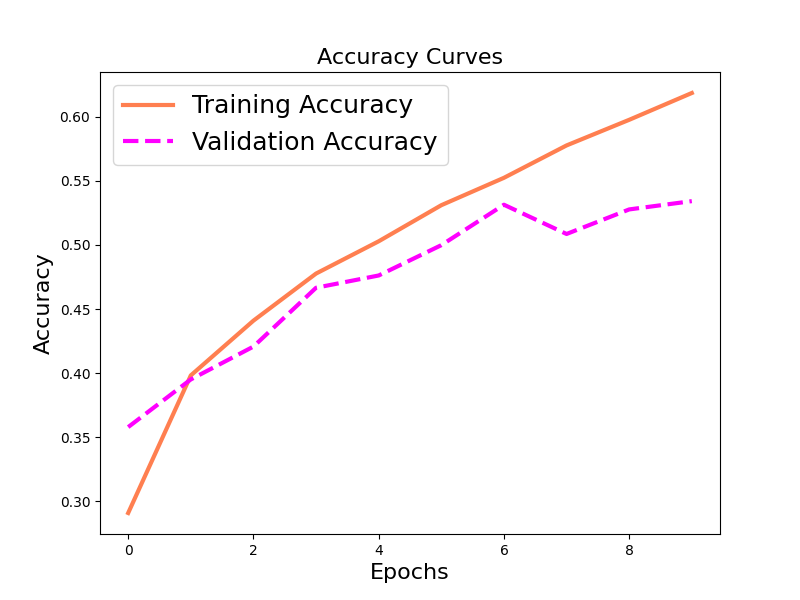 Accuracy Curves
Training Accuracy
Validation Accuracy
Accuracy
0.60
0.55
0.50
0.45
0.40
0.35
0.30
0 2 4 6 8
Epochs